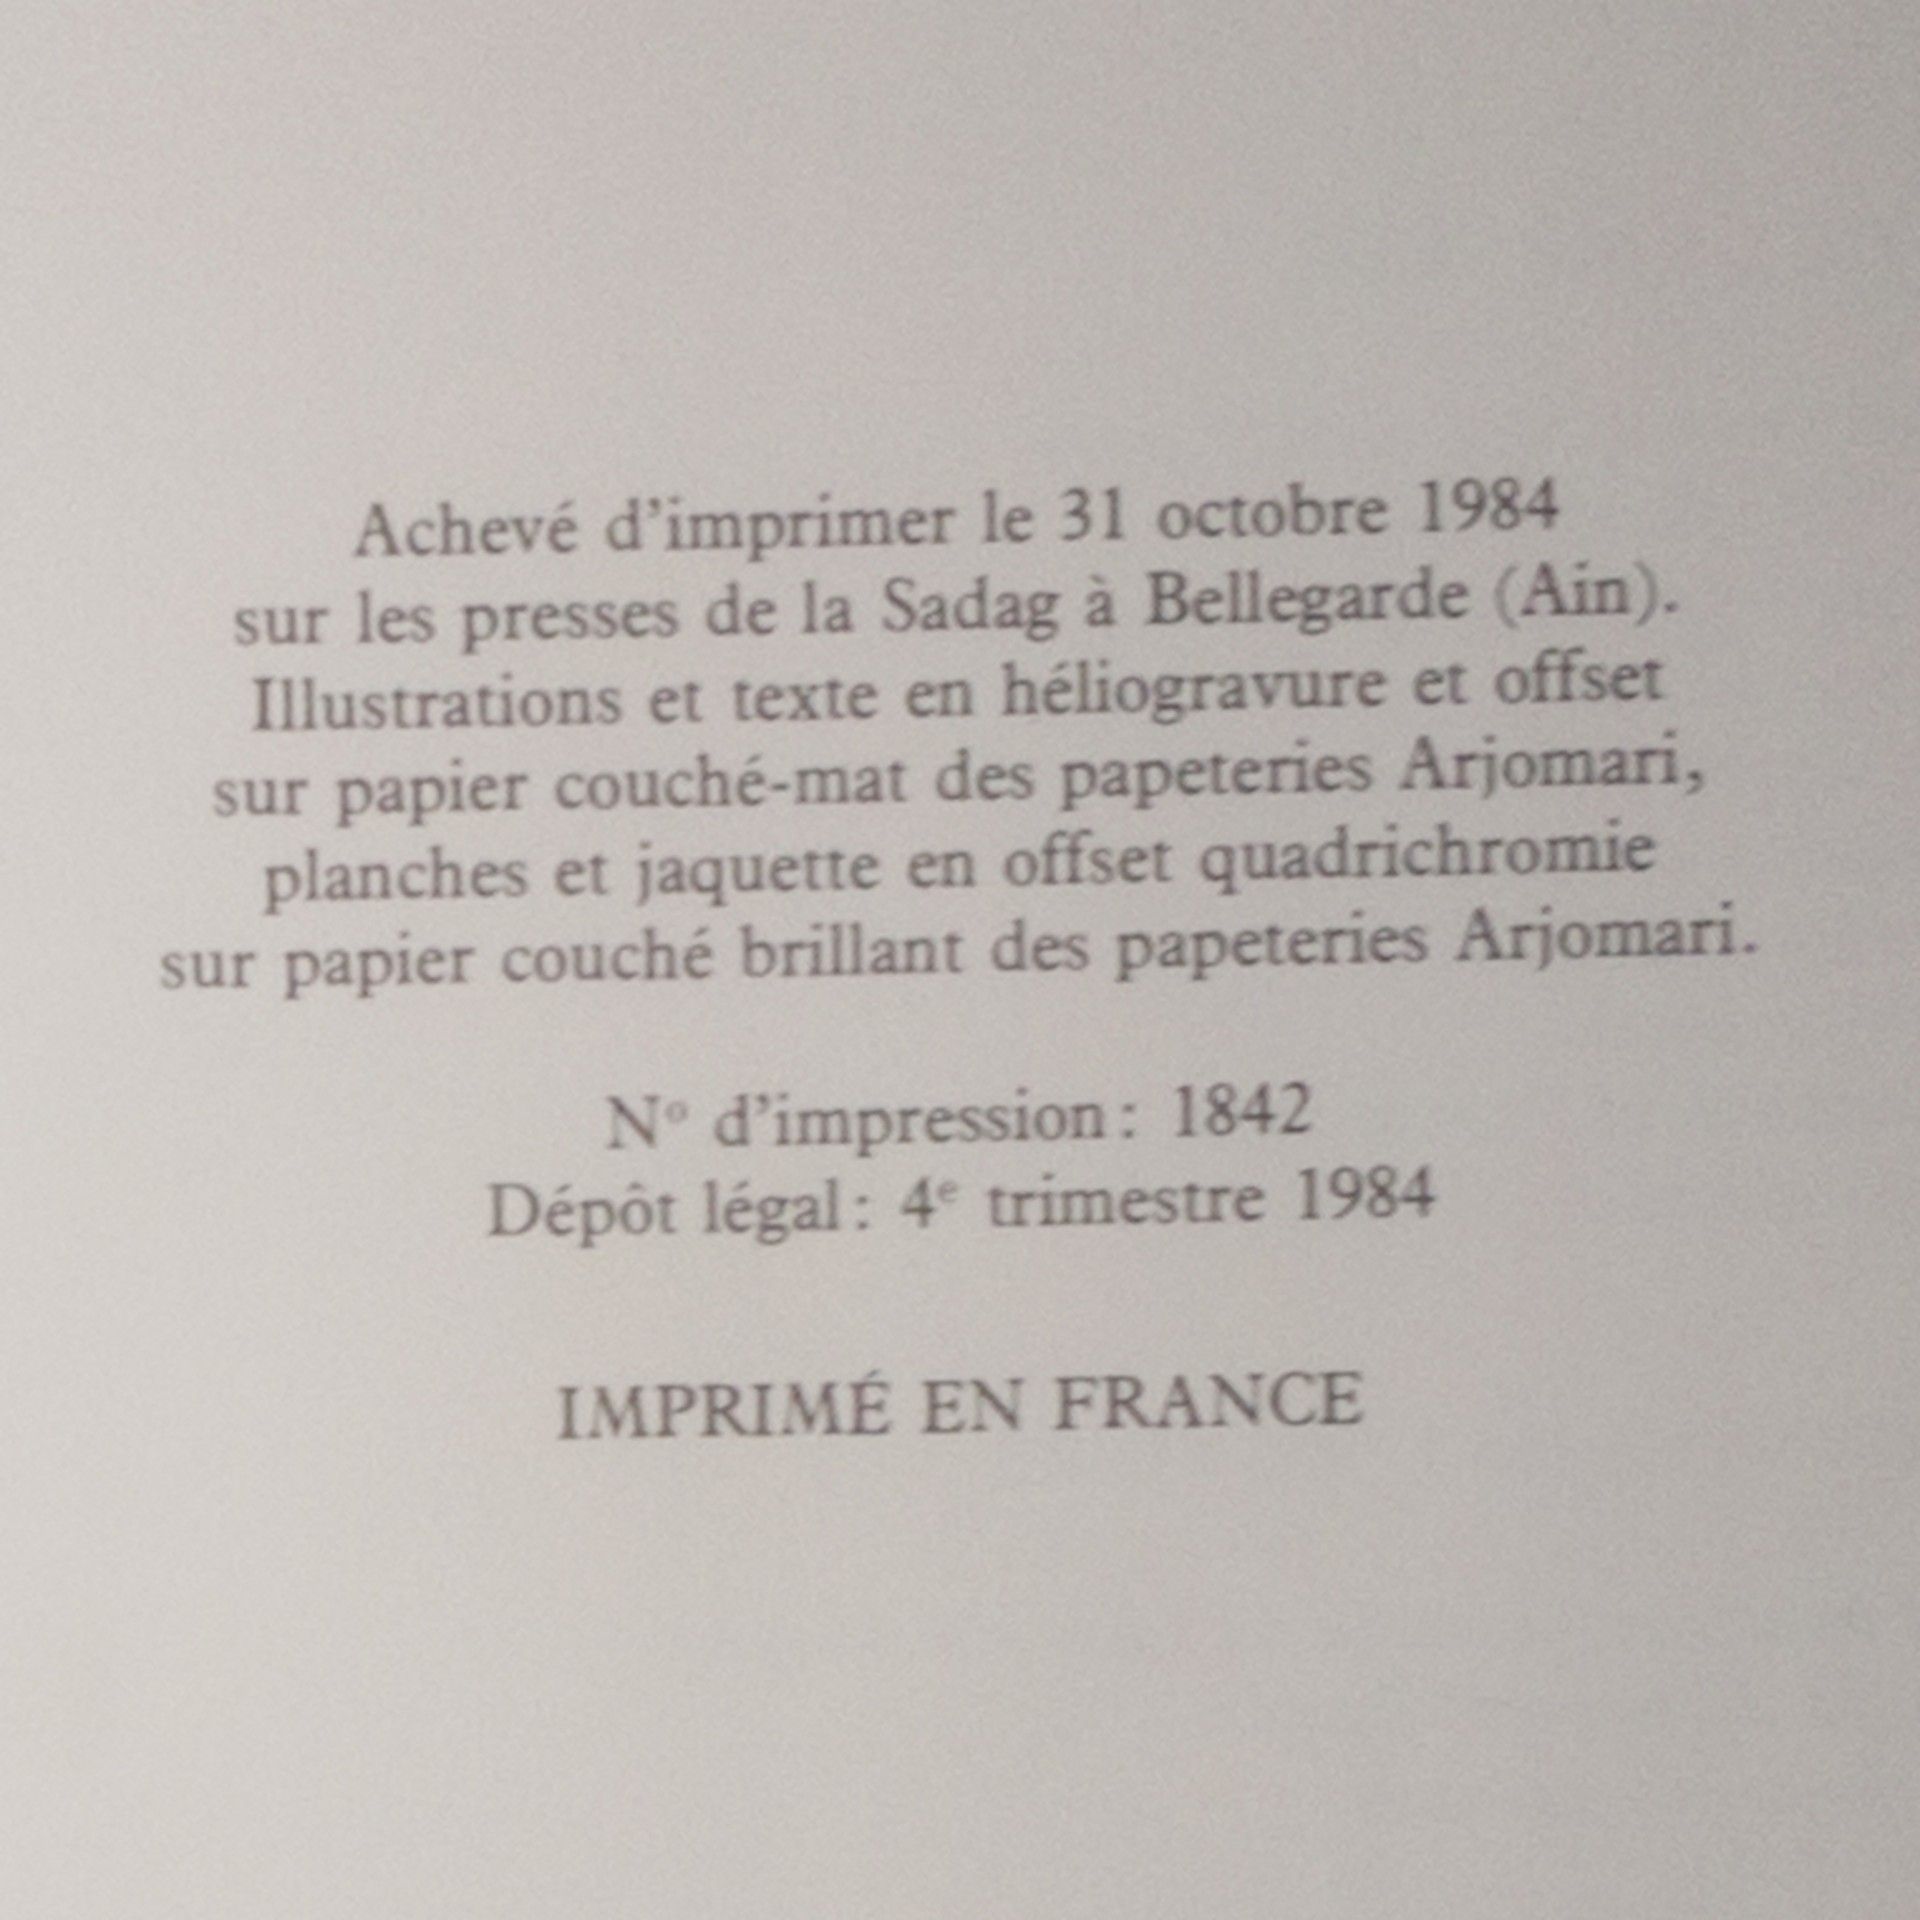 Achevé d'imprimer le 31 octobre 1984
sur les presses de la Sadag à Bellegarde (Ain).
Illustrations et texte en héliogravure et offset
sur papier couché-mat des papeteries Arjomari,
planches et jaquette en offset quadrichromie
sur papier couché brillant des papeteries Arjomari.
Nº d'impression : 1842
Dépôt légal : 4ᵉ trimestre 1984
IMPRIMÉ EN FRANCE